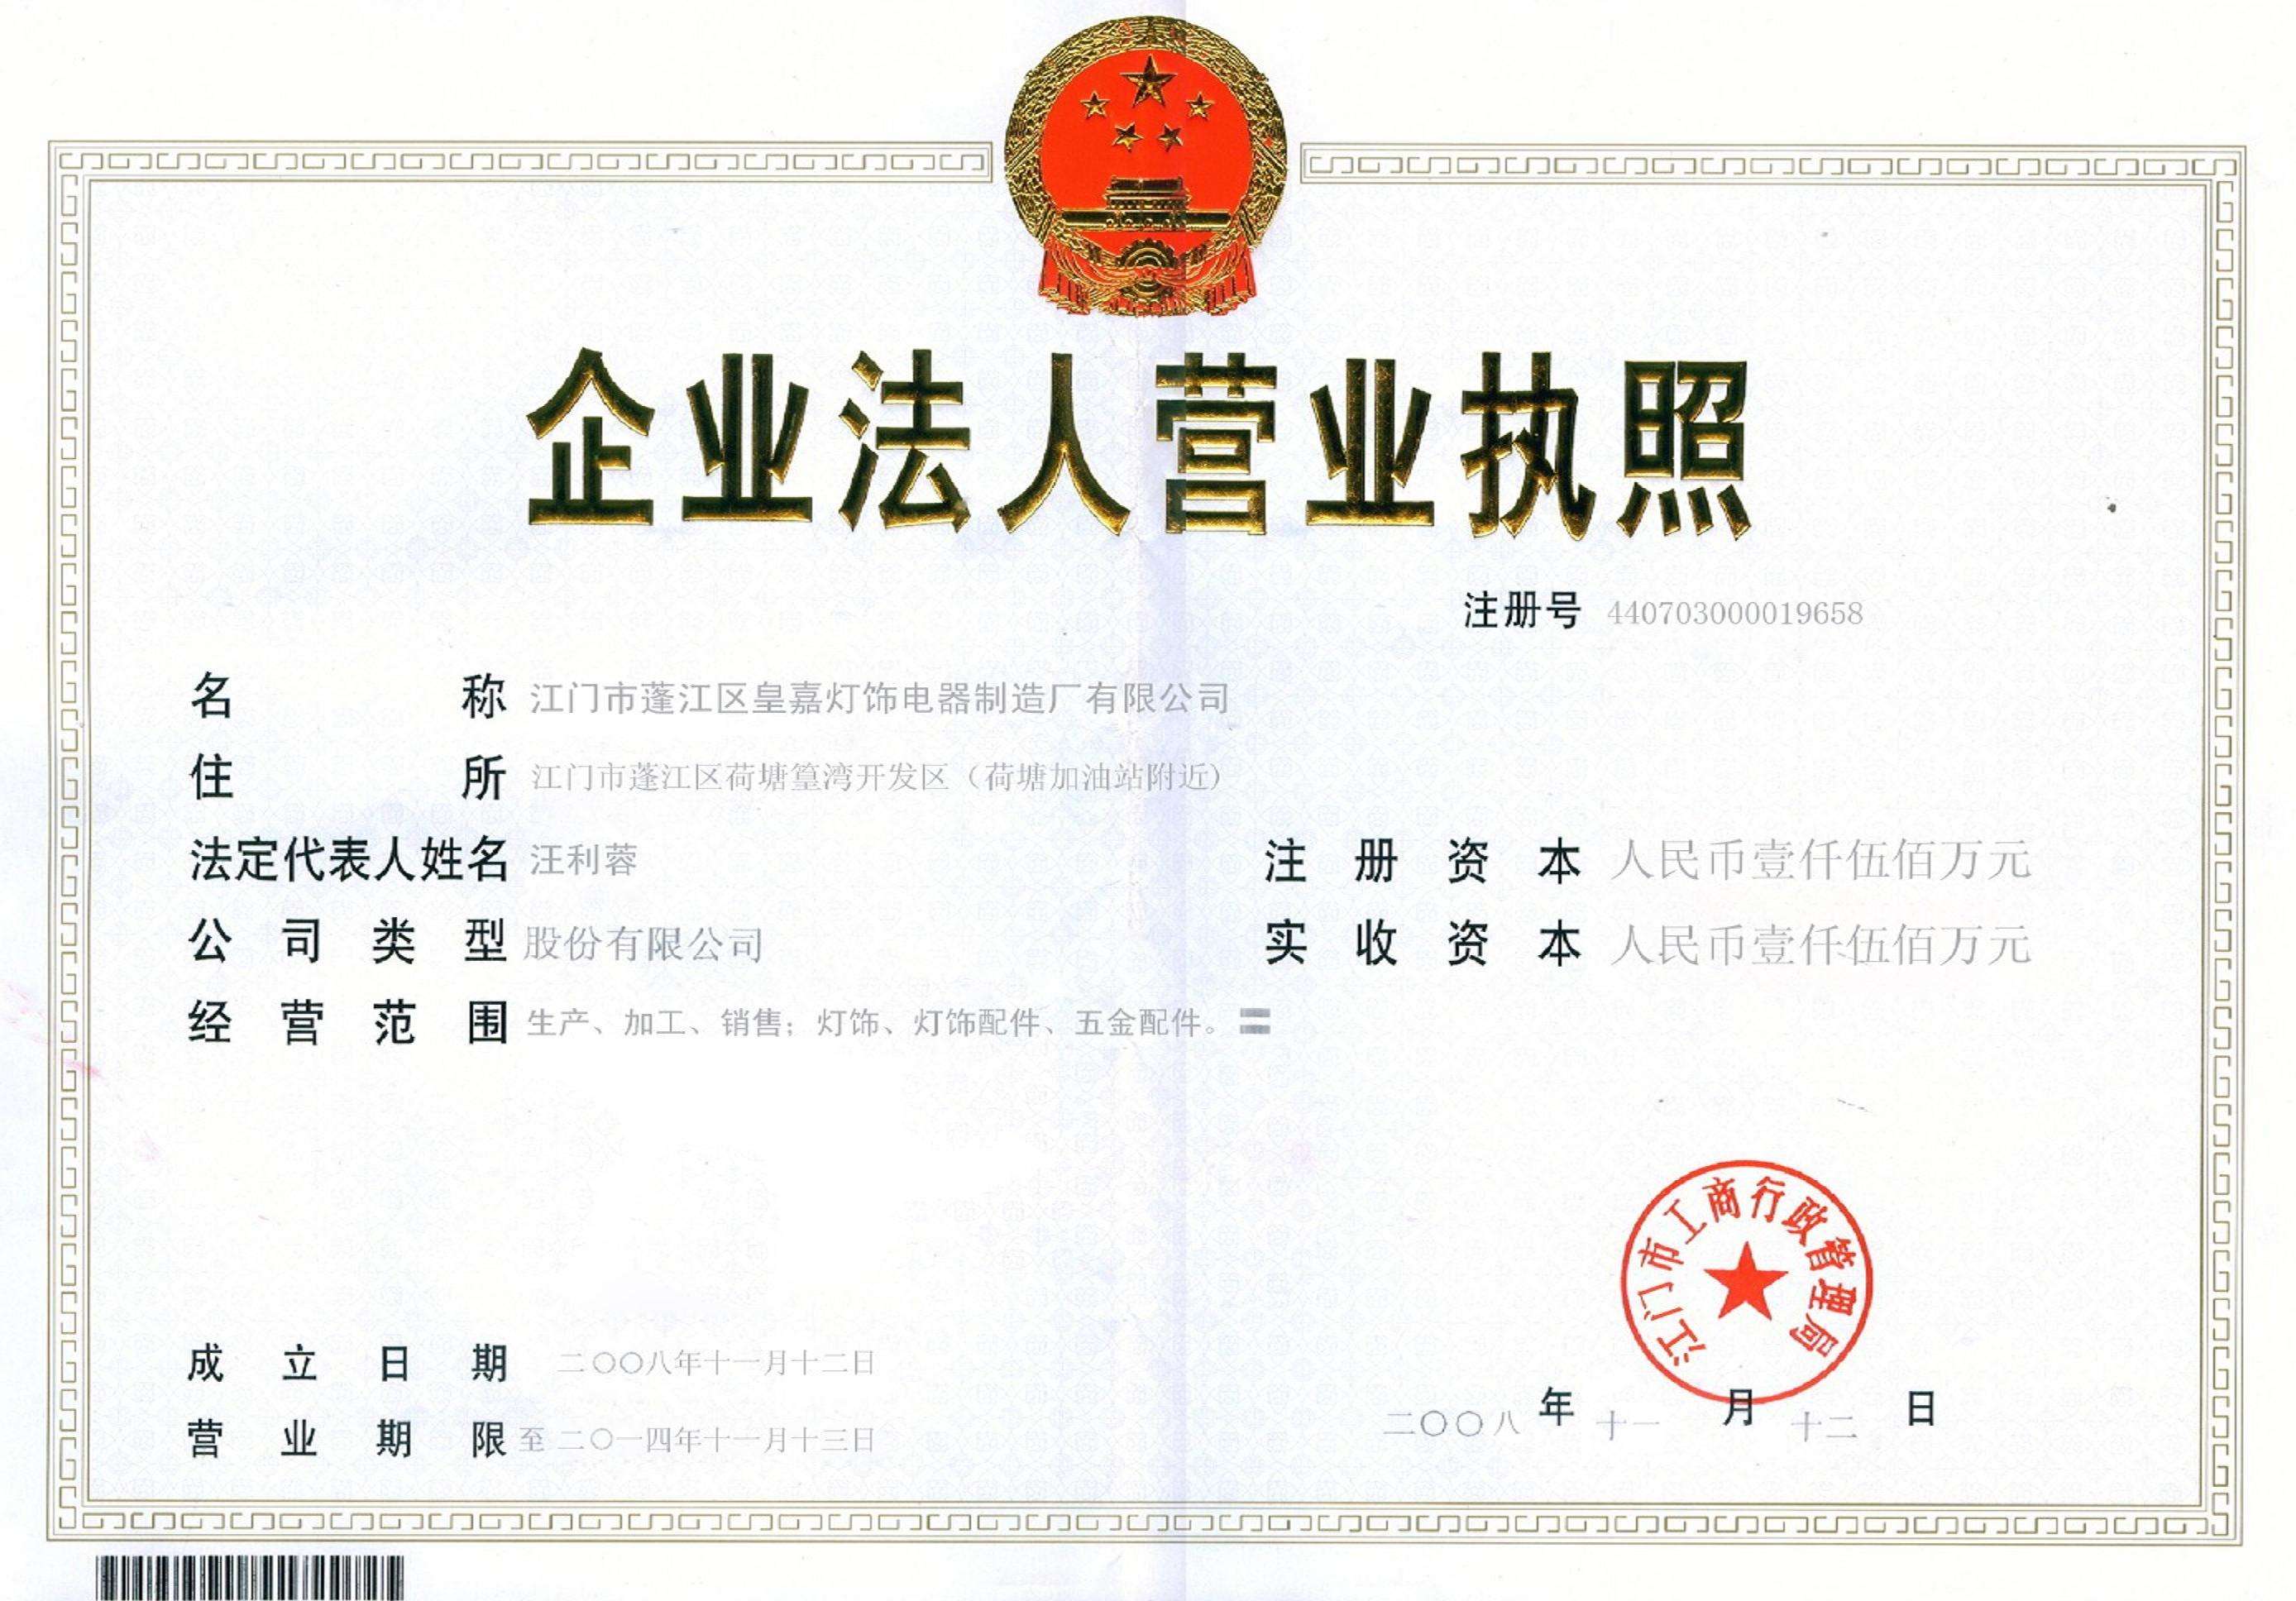 企业法人营业执照
注册号 440703000019658
名称 江门市蓬江区皇嘉灯饰电器制造厂有限公司
住所 江门市蓬江区荷塘篁湾开发区（荷塘加油站附近）
法定代表人姓名 汪利蓉
注册资本 人民币壹仟伍佰万元
公司类型 股份有限公司
实收资本 人民币壹仟伍佰万元
经营范围 生产、加工、销售；灯饰、灯饰配件、五金配件。〓
江门市工商行政管理局
成立日期 二〇〇八年十一月十二日
营业期限 至二〇一四年十一月十三日
二〇〇八年十一月十二日